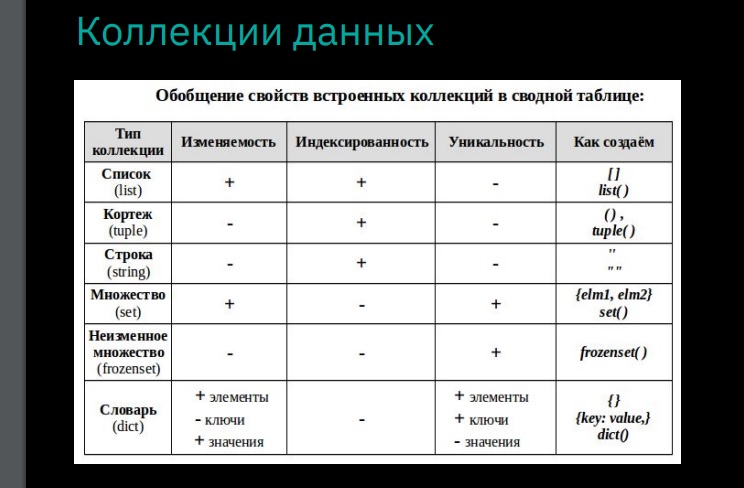 Коллекции данных
Обобщение свойств встроенных коллекций в сводной таблице:
Тип
коллекции
Изменяемость
Индексированность
Уникальность
Как создаём
Список
(list)
+
+
-
[]
list( )
Кортеж
(tuple)
-
+
-
() ,
tuple( )
Строка
(string)
-
+
-
''
""
Множество
(set)
+
-
+
{elm1, elm2}
set( )
Неизменное
множество
(frozenset)
-
-
+
frozenset( )
Словарь
(dict)
+ элементы
- ключи
+ значения
-
+ элементы
+ ключи
- значения
{}
{key: value,}
dict()